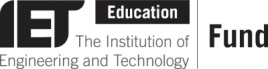 IET Education
The Institution of
Engineering and Technology
Fund